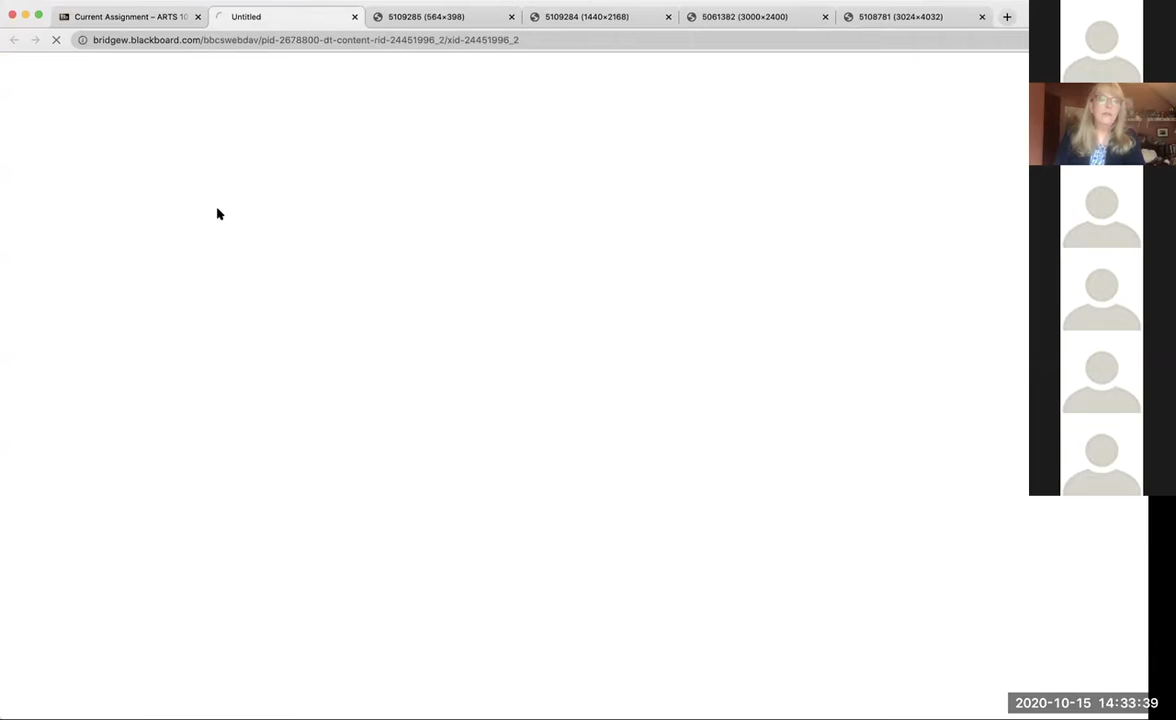 Current Assignment – ARTS 10
Untitled
5109285 (564×398)
5109284 (1440×2168)
5061382 (3000×2400)
5108781 (3024×4032)
bridgew.blackboard.com/bbcswebdav/pid-2678800-dt-content-rid-24451996_2/xid-24451996_2
2020-10-15 14:33:39